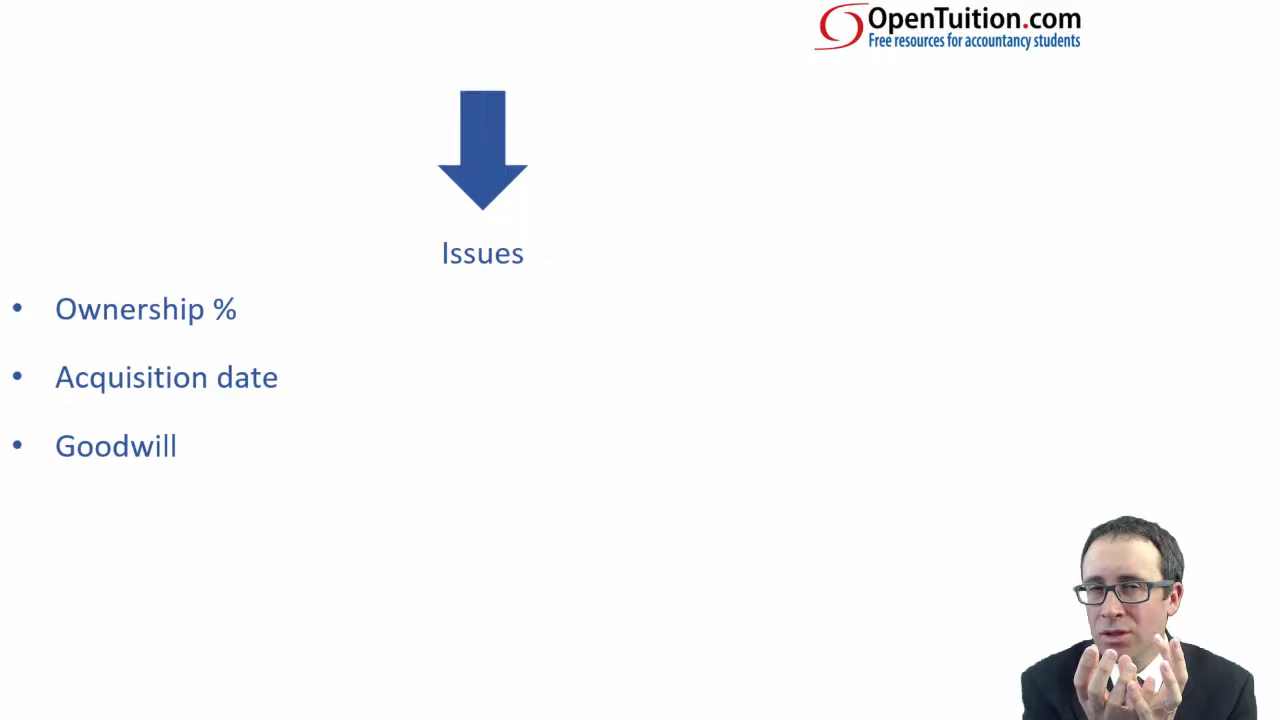 OpenTuition.com
Free resources for accountancy students
Issues
• Ownership %
• Acquisition date
• Goodwill